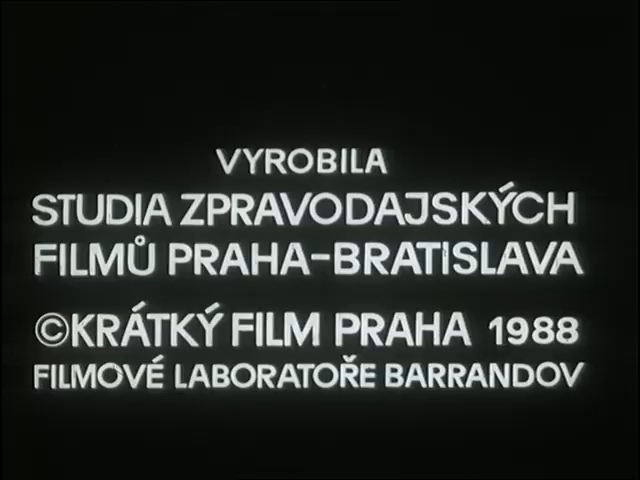 VYROBILA
STUDIA ZPRAVODAJSKÝCH
FILMŮ PRAHA-BRATISLAVA
©KRÁTKÝ FILM PRAHA 1988
FILMOVÉ LABORATOŘE BARRANDOV